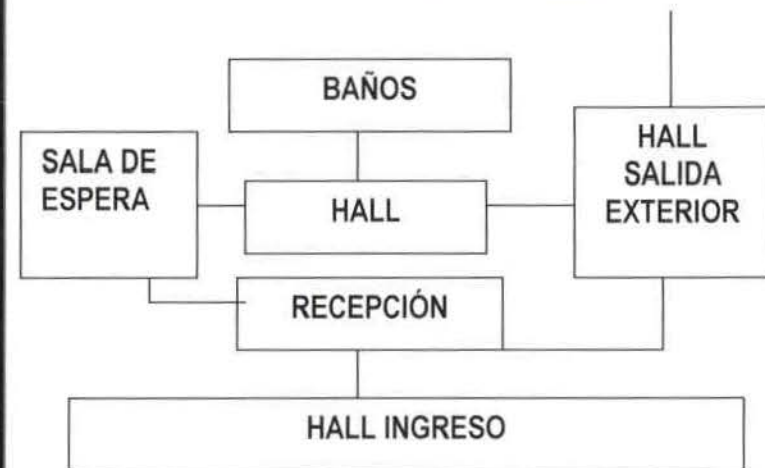 BAÑOS
SALA DE
ESPERA
HALL
HALL
SALIDA
EXTERIOR
RECEPCIÓN
HALL INGRESO